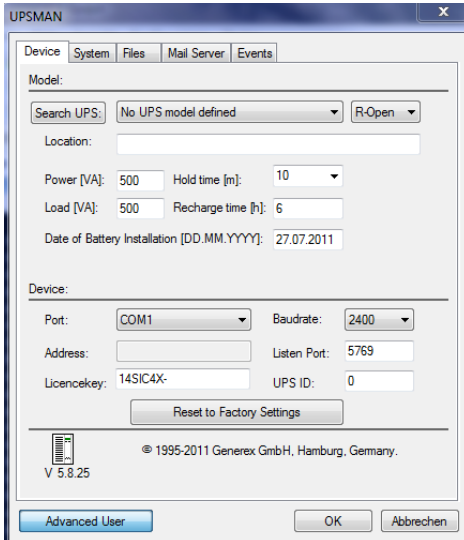 UPSMAN x
Device System Files Mail Server Events
Model:
Search UPS: No UPS model defined R-Open
Location:
Power [VA]: 500 Hold time [m]: 10
Load [VA]: 500 Recharge time [h]: 6
Date of Battery Installation [DD.MM.YYYY]: 27.07.2011
Device:
Port: COM1 Baudrate: 2400
Address: Listen Port: 5769
Licencekey: 14SIC4X- UPS ID: 0
Reset to Factory Settings
© 1995-2011 Generex GmbH, Hamburg, Germany.
V 5.8.25
Advanced User OK Abbrechen